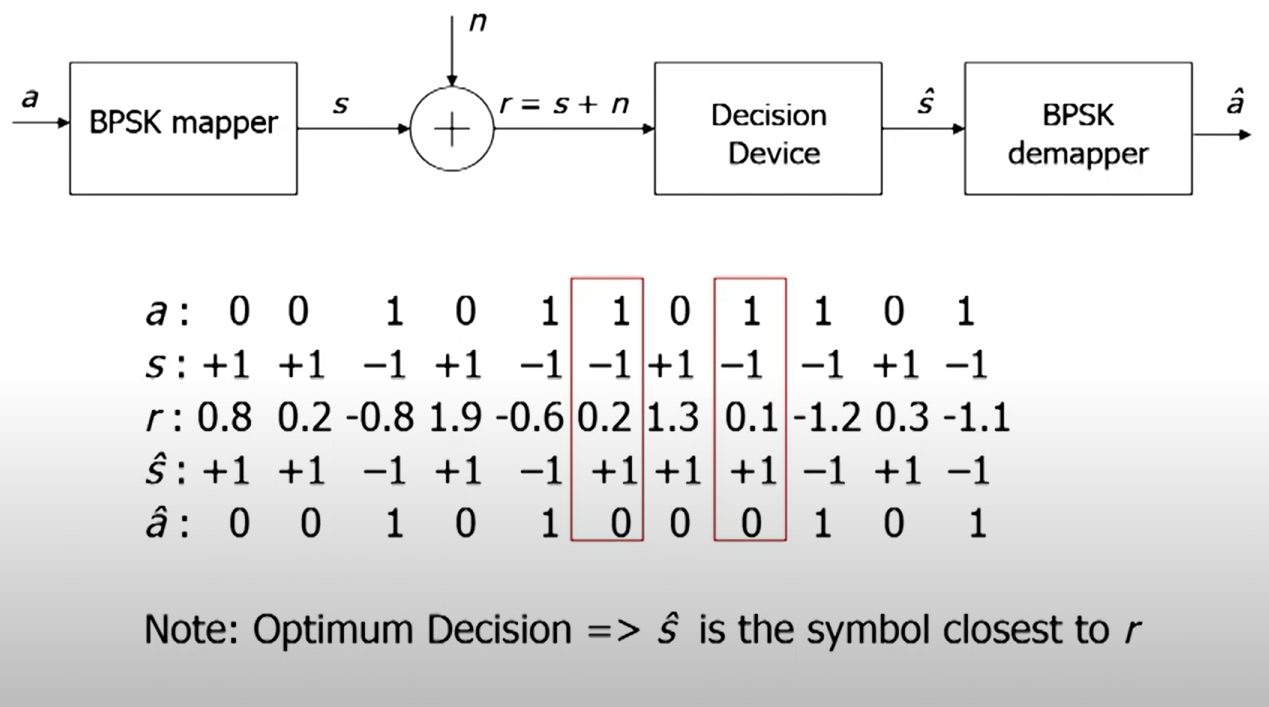 n
a
BPSK mapper
s
r = s + n
Decision
Device
ŝ
BPSK
demapper
â
a : 0 0 1 0 1 1 0 1 1 0 1
s : +1 +1 –1 +1 –1 –1 +1 –1 –1 +1 –1
r : 0.8 0.2 -0.8 1.9 -0.6 0.2 1.3 0.1 -1.2 0.3 -1.1
ŝ : +1 +1 –1 +1 –1 +1 +1 +1 –1 +1 –1
â : 0 0 1 0 1 0 0 0 1 0 1
Note: Optimum Decision => ŝ is the symbol closest to r